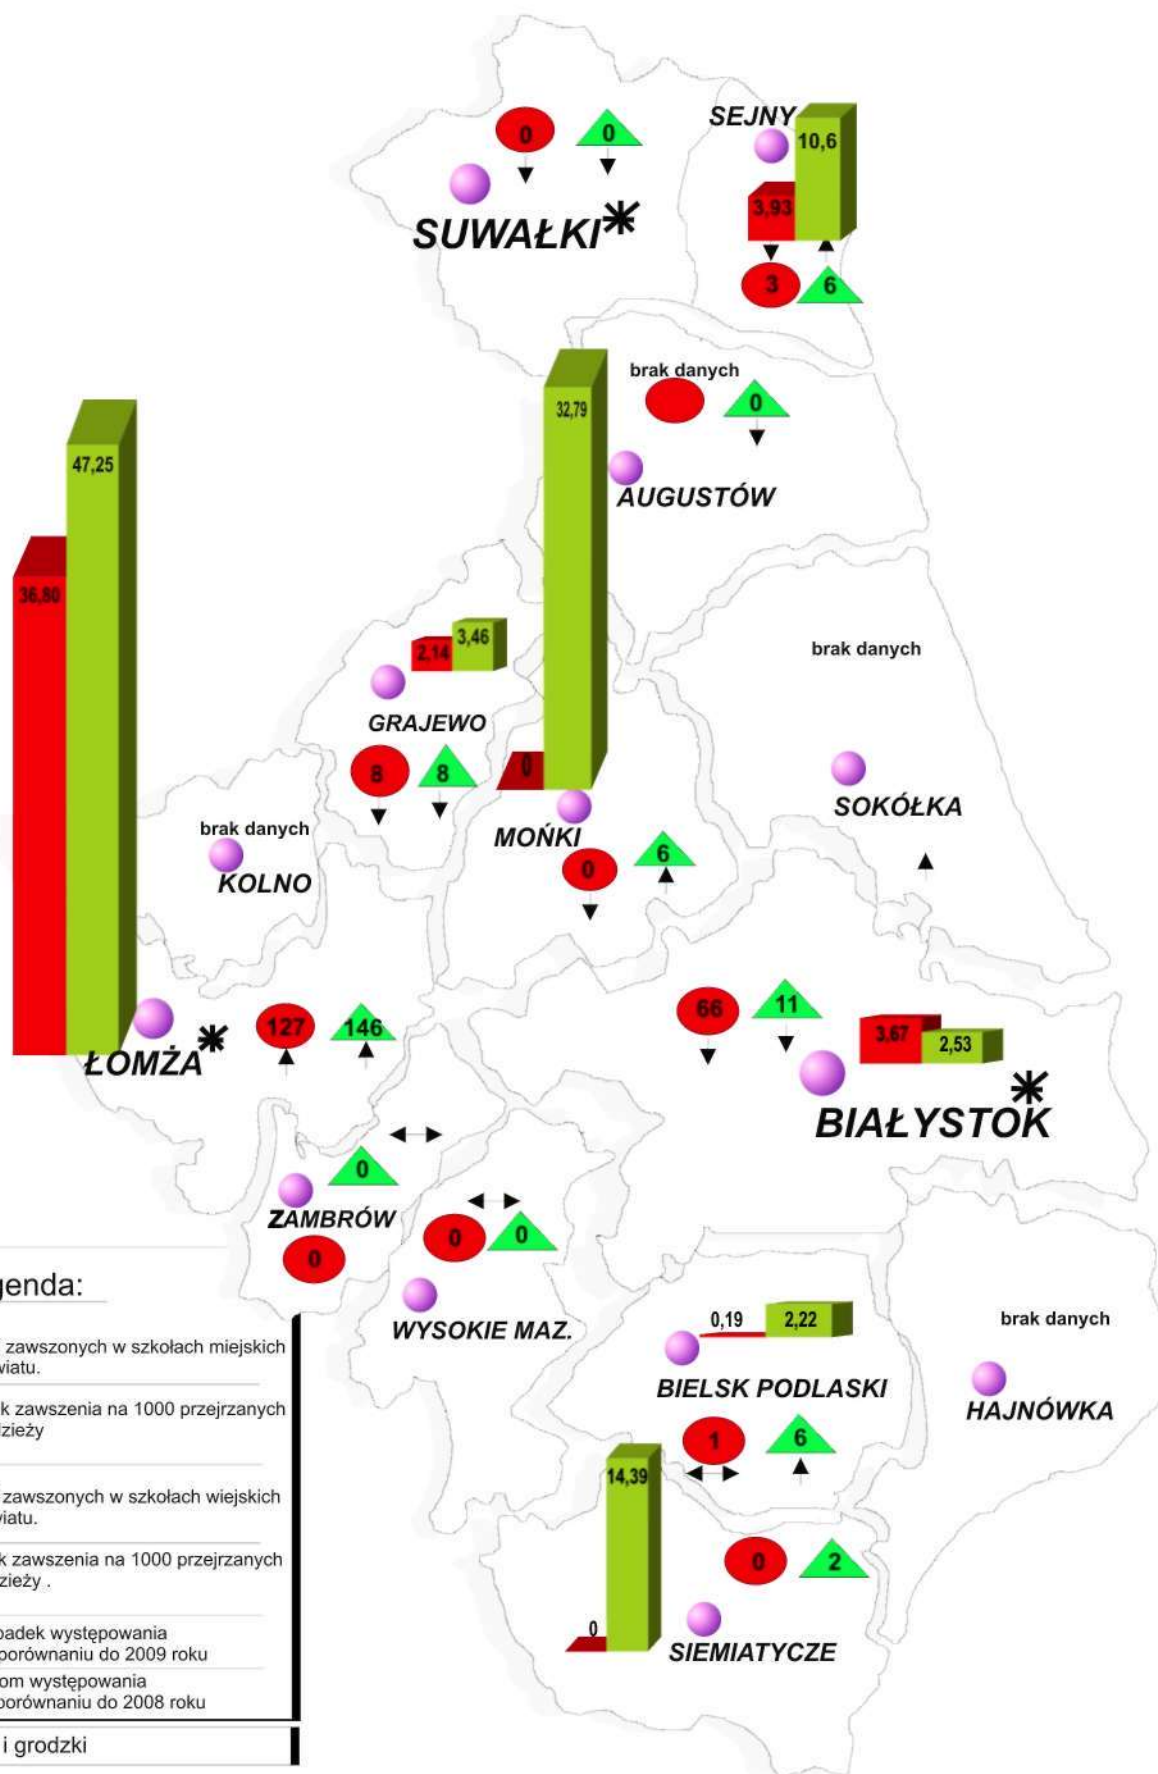 0
0
SUWAŁKI*
SEJNY
10,6
3,93
3
6
brak danych
0
AUGUSTÓW
32,79
0
MOŃKI
0
6
47,25
36,80
2,14
3,46
GRAJEWO
8
8
brak danych
SOKÓŁKA
brak danych
KOLNO
ŁOMŻA*
127
146
66
11
3,67
2,53
BIAŁYSTOK*
0
ZAMBRÓW
0
0
0
WYSOKIE MAZ.
0,19
2,22
BIELSK PODLASKI
1
6
brak danych
HAJNÓWKA
14,39
0
0
2
SIEMIATYCZE
genda:
zawszonych w szkołach miejskich
wiatu.
k zawszenia na 1000 przejrzanych
dzieży
zawszonych w szkołach wiejskich
wiatu.
k zawszenia na 1000 przejrzanych
dzieży .
padek występowania
porównaniu do 2009 roku
om występowania
porównaniu do 2008 roku
i grodzki